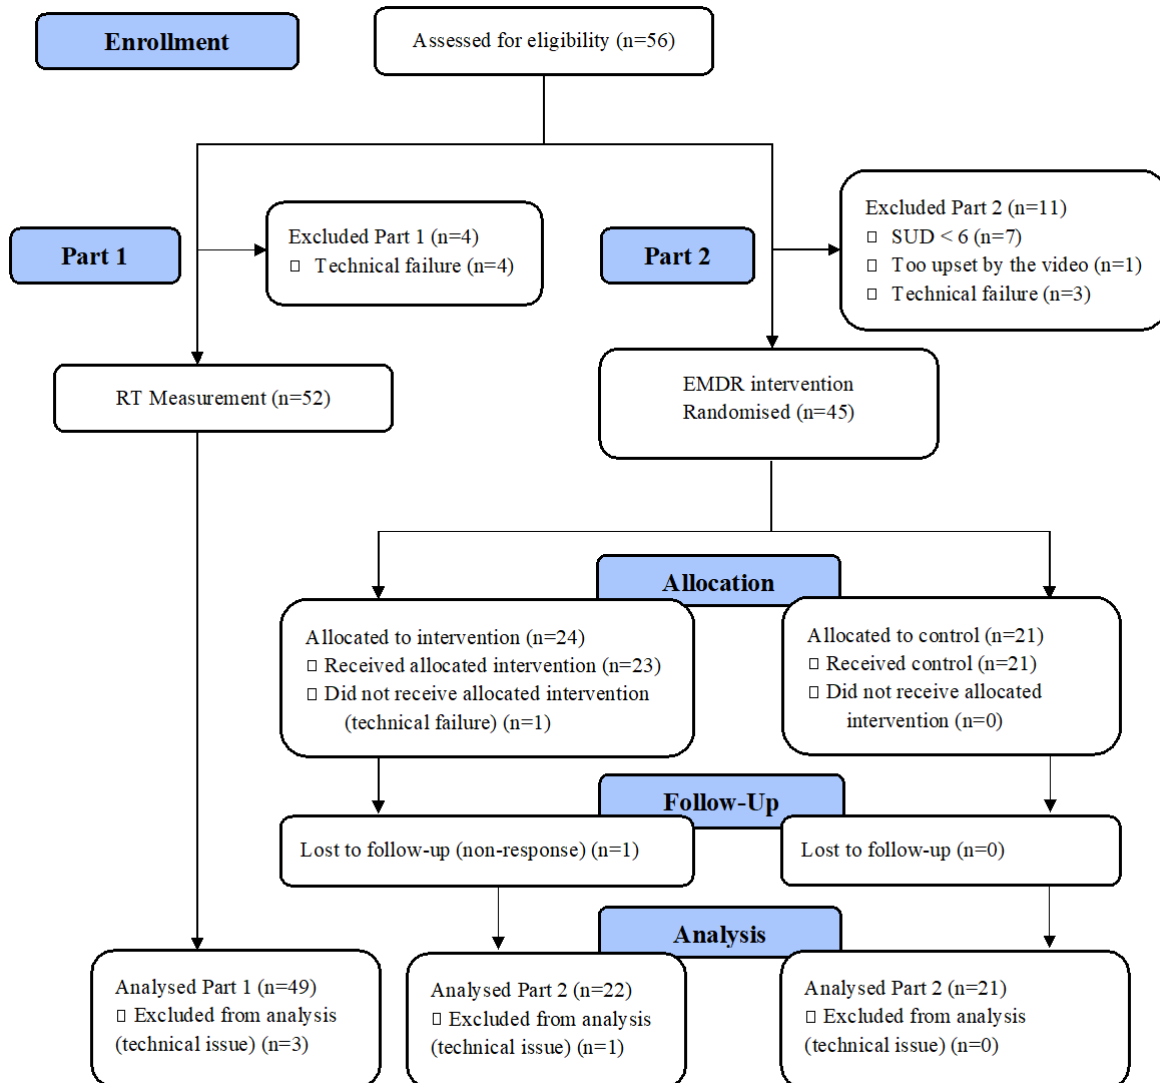 Enrollment
Assessed for eligibility (n=56)
Part 1
Excluded Part 1 (n=4)
▯ Technical failure (n=4)
Part 2
Excluded Part 2 (n=11)
▯ SUD < 6 (n=7)
▯ Too upset by the video (n=1)
▯ Technical failure (n=3)
RT Measurement (n=52)
EMDR intervention
Randomised (n=45)
Allocation
Allocated to intervention (n=24)
▯ Received allocated intervention (n=23)
▯ Did not receive allocated intervention
(technical failure) (n=1)
Allocated to control (n=21)
▯ Received control (n=21)
▯ Did not receive allocated
intervention (n=0)
Follow-Up
Lost to follow-up (non-response) (n=1)
Lost to follow-up (n=0)
Analysis
Analysed Part 1 (n=49)
▯ Excluded from analysis
(technical issue) (n=3)
Analysed Part 2 (n=22)
▯ Excluded from analysis
(technical issue) (n=1)
Analysed Part 2 (n=21)
▯ Excluded from analysis
(technical issue) (n=0)